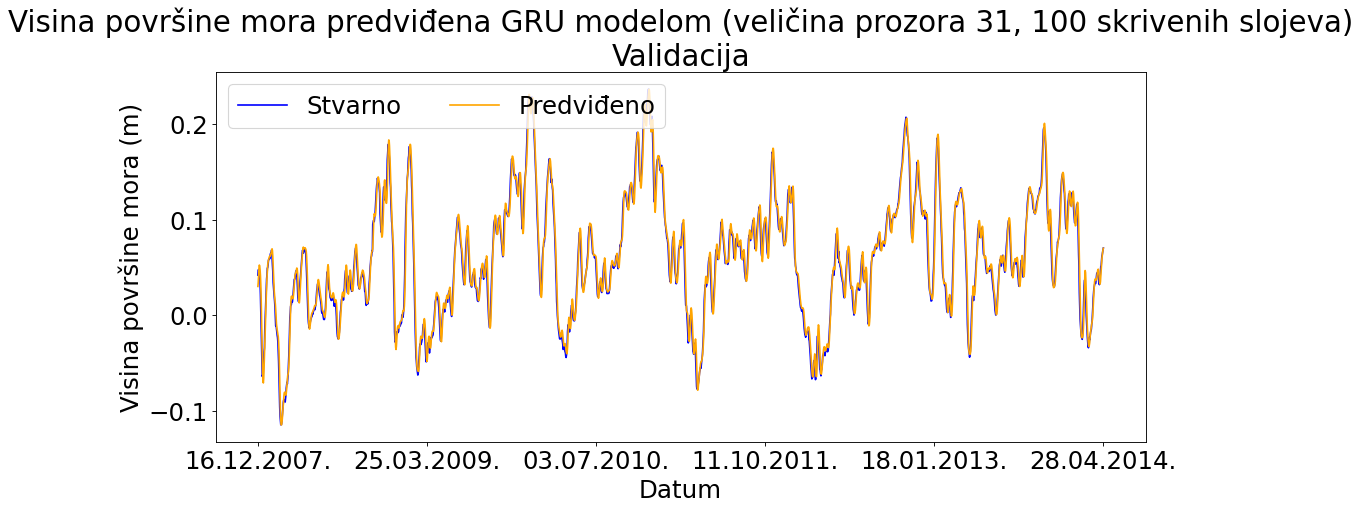 Visina površine mora predviđena GRU modelom (veličina prozora 31, 100 skrivenih slojeva)
Validacija
Stvarno Predviđeno
Visina površine mora (m)
0.2
0.1
0.0
−0.1
16.12.2007. 25.03.2009. 03.07.2010. 11.10.2011. 18.01.2013. 28.04.2014.
Datum